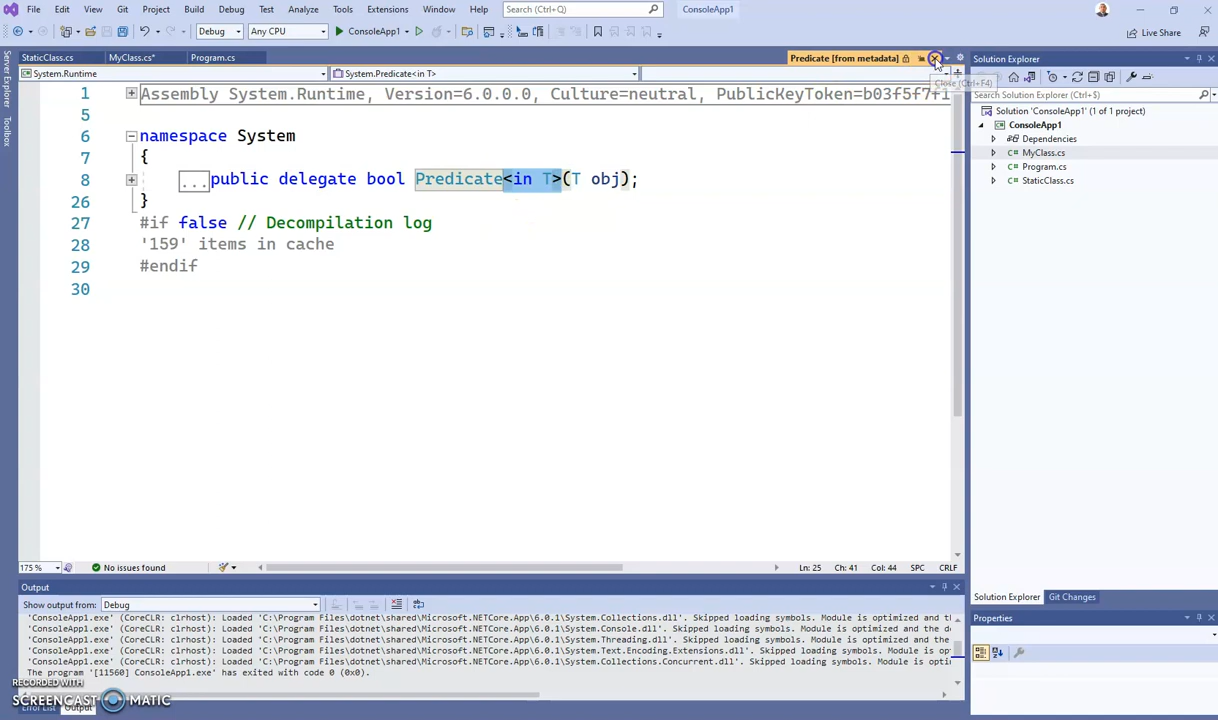 File Edit View Git Project Build Debug Test Analyze Tools Extensions Window Help Search (Ctrl+Q) ConsoleApp1
Debug Any CPU ConsoleApp1 Live Share
StaticClass.cs MyClass.cs* Program.cs Predicate [from metadata] Solution Explorer
System.Runtime System.Predicate<in T>
Close (Ctrl+F4)
Search Solution Explorer (Ctrl+$)
1 Assembly System.Runtime, Version=6.0.0.0, Culture=neutral, PublicKeyToken=b03f5f7f1
5
6 namespace System
7 {
8 ...public delegate bool Predicate<in T>(T obj);
26 }
27 #if false // Decompilation log
28 '159' items in cache
29 #endif
30
Solution 'ConsoleApp1' (1 of 1 project)
ConsoleApp1
Dependencies
MyClass.cs
Program.cs
StaticClass.cs
Server Explorer
Toolbox
175 % No issues found Ln: 25 Ch: 41 Col: 44 SPC CRLF
Output
Show output from: Debug
'ConsoleApp1.exe' (CoreCLR: clrhost): Loaded 'C:\Program Files\dotnet\shared\Microsoft.NETCore.App\6.0.1\System.Collections.dll'. Skipped loading symbols. Module is optimized and th
'ConsoleApp1.exe' (CoreCLR: clrhost): Loaded 'C:\Program Files\dotnet\shared\Microsoft.NETCore.App\6.0.1\System.Console.dll'. Skipped loading symbols. Module is optimized and the de
'ConsoleApp1.exe' (CoreCLR: clrhost): Loaded 'C:\Program Files\dotnet\shared\Microsoft.NETCore.App\6.0.1\System.Threading.dll'. Skipped loading symbols. Module is optimized and the
'ConsoleApp1.exe' (CoreCLR: clrhost): Loaded 'C:\Program Files\dotnet\shared\Microsoft.NETCore.App\6.0.1\System.Text.Encoding.Extensions.dll'. Skipped loading symbols. Module is opt
'ConsoleApp1.exe' (CoreCLR: clrhost): Loaded 'C:\Program Files\dotnet\shared\Microsoft.NETCore.App\6.0.1\System.Collections.Concurrent.dll'. Skipped loading symbols. Module is opti
The program '[11560] ConsoleApp1.exe' has exited with code 0 (0x0).
Solution Explorer Git Changes
Properties
RECORDED WITH
SCREENCAST MATIC
Error List Output